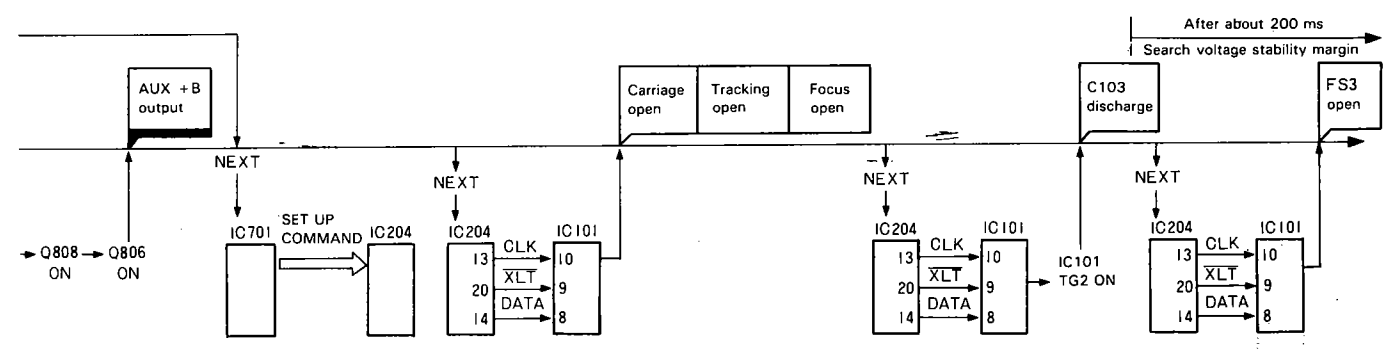 After about 200 ms
Search voltage stability margin
AUX +B
output
Carriage
open
Tracking
open
Focus
open
C103
discharge
FS3
open
NEXT
NEXT
NEXT
NEXT
Q808
ON
Q806
ON
IC701
SET UP
COMMAND
IC204
IC204
13
20
14
CLK
XLT
DATA
IC101
10
9
8
IC204
13
20
14
CLK
XLT
DATA
IC101
10
9
8
IC101
TG2 ON
IC204
13
20
14
CLK
XLT
DATA
IC101
10
9
8